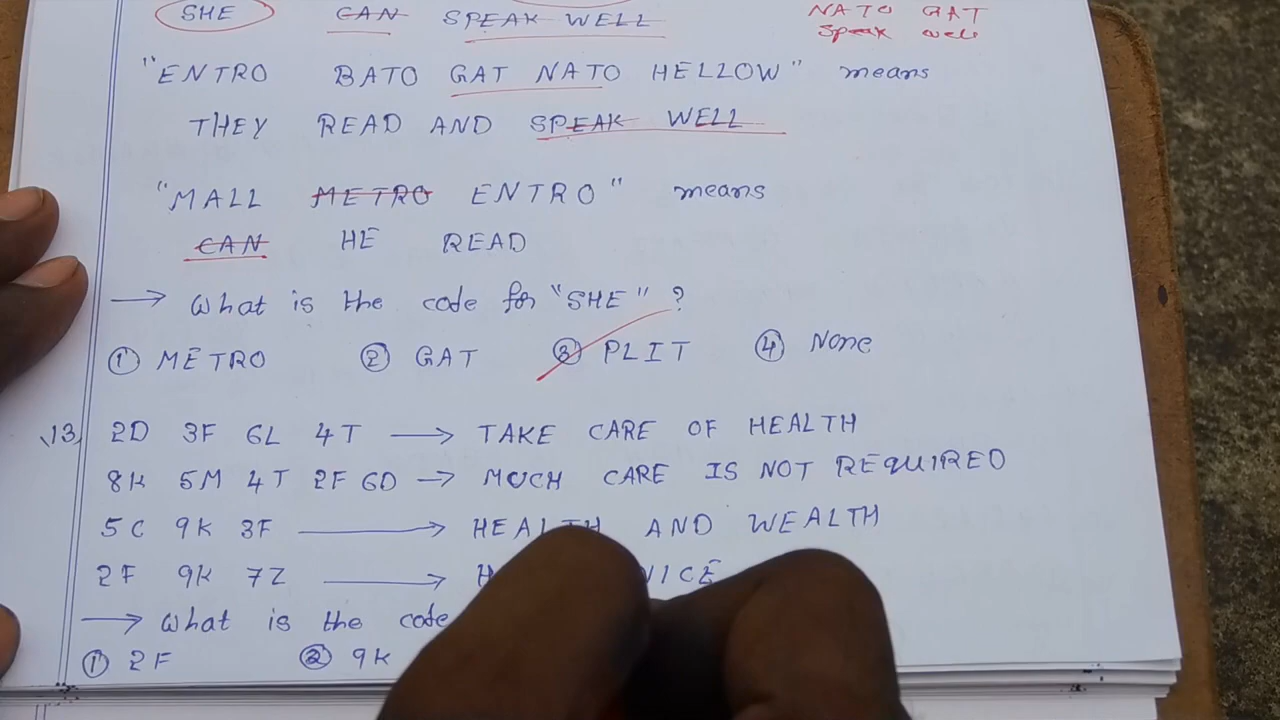 SHE CAN SPEAK WELL NATO GAT
Speak well
"ENTRO BATO GAT NATO HELLOW" means
THEY READ AND SPEAK WELL
"MALL METRO ENTRO" means
CAN HE READ
→ What is the code for "SHE" ?
① METRO ② GAT ③ PLIT ④ None
13 2D 3F 6L 4T → TAKE CARE OF HEALTH
8K 5M 4T 2F 6D → MUCH CARE IS NOT REQUIRED
5C 9K 3F → HEALTH AND WEALTH
2F 9K 7Z →
→ What is the code
① 2F ② 9K